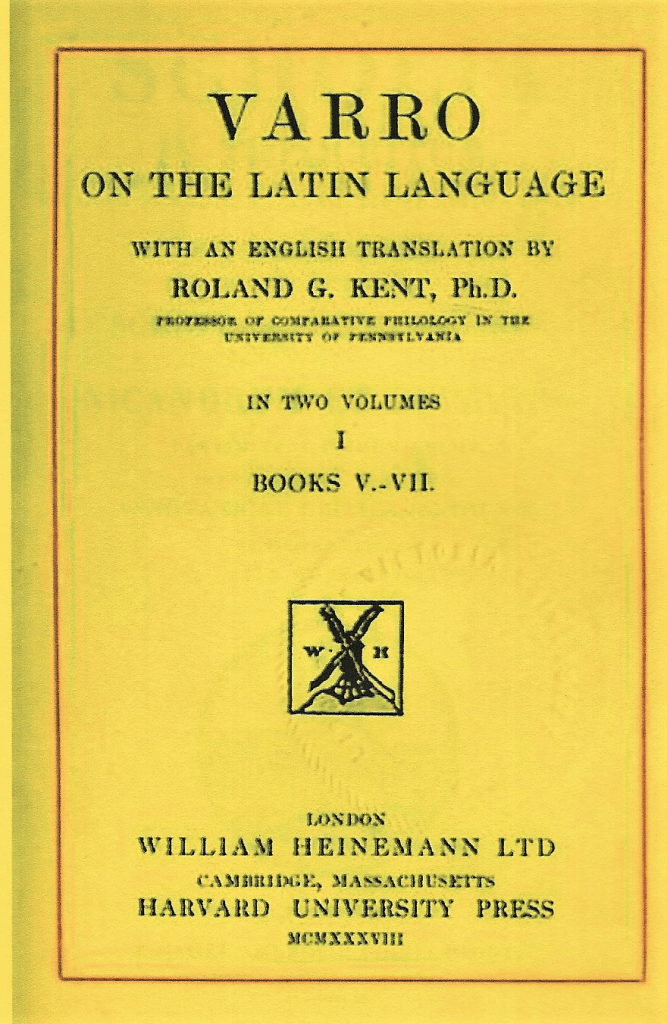 VARRO
ON THE LATIN LANGUAGE
WITH AN ENGLISH TRANSLATION BY
ROLAND G. KENT, Ph.D.
PROFESSOR OF COMPARATIVE PHILOLOGY IN THE
UNIVERSITY OF PENNSYLVANIA
IN TWO VOLUMES
I
BOOKS V.-VII.
W · H
LONDON
WILLIAM HEINEMANN LTD
CAMBRIDGE, MASSACHUSETTS
HARVARD UNIVERSITY PRESS
MCMXXXVIII